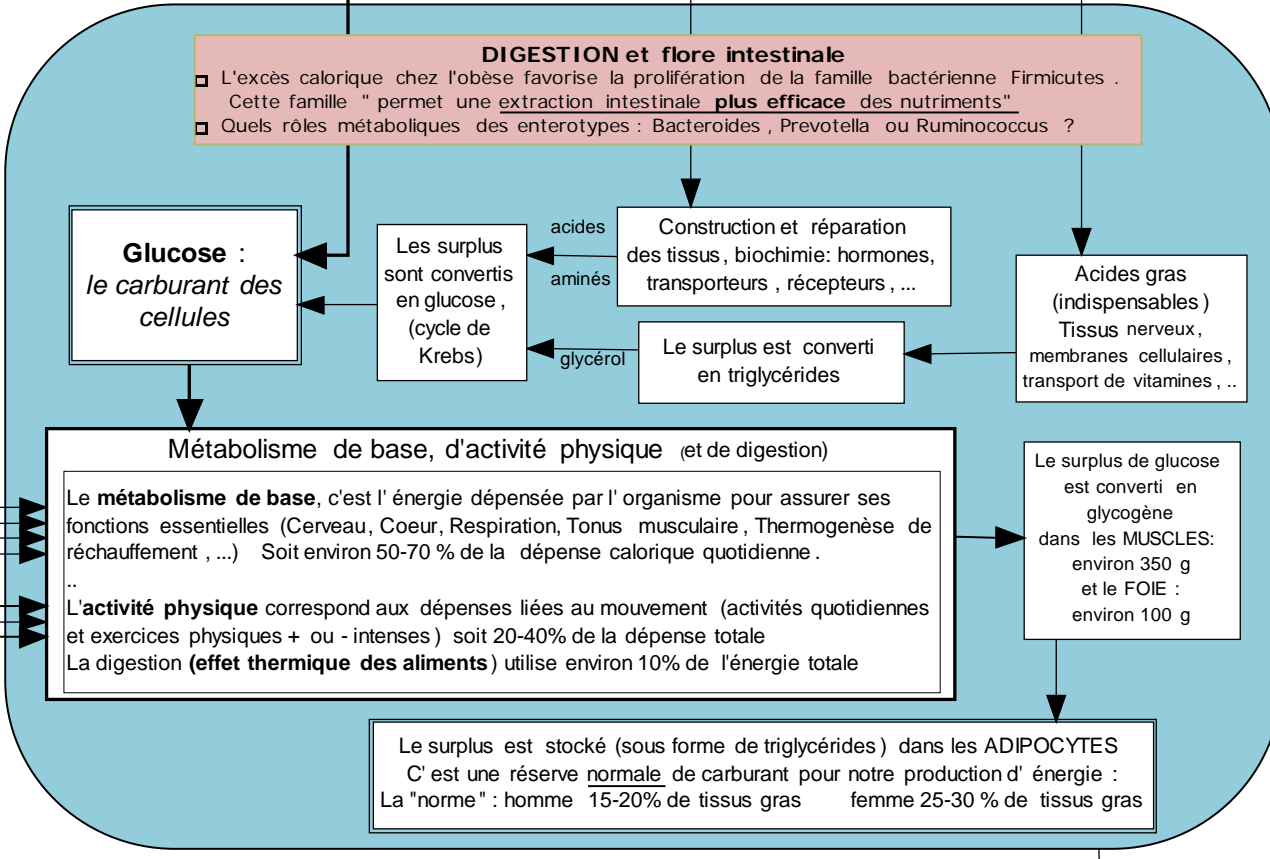 DIGESTION et flore intestinale
L'excès calorique chez l'obèse favorise la prolifération de la famille bactérienne Firmicutes .
Cette famille " permet une extraction intestinale plus efficace des nutriments"
Quels rôles métaboliques des enterotypes : Bacteroides , Prevotella ou Ruminococcus ?
Glucose :
le carburant des
cellules
Les surplus
sont convertis
en glucose ,
(cycle de
Krebs)
acides
aminés
glycérol
Construction et réparation
des tissus, biochimie: hormones,
transporteurs , récepteurs , ...
Le surplus est converti
en triglycérides
Acides gras
(indispensables )
Tissus nerveux ,
membranes cellulaires ,
transport de vitamines , ..
Métabolisme de base, d'activité physique (et de digestion)
Le métabolisme de base, c'est l' énergie dépensée par l' organisme pour assurer ses
fonctions essentielles (Cerveau, Coeur, Respiration, Tonus musculaire , Thermogenèse de
réchauffement , ...) Soit environ 50-70 % de la dépense calorique quotidienne .
..
L'activité physique correspond aux dépenses liées au mouvement (activités quotidiennes
et exercices physiques + ou - intenses ) soit 20-40% de la dépense totale
La digestion (effet thermique des aliments) utilise environ 10% de l'énergie totale
Le surplus de glucose
est converti en
glycogène
dans les MUSCLES:
environ 350 g
et le FOIE :
environ 100 g
Le surplus est stocké (sous forme de triglycérides ) dans les ADIPOCYTES
C' est une réserve normale de carburant pour notre production d' énergie :
La "norme" : homme 15-20% de tissus gras femme 25-30 % de tissus gras